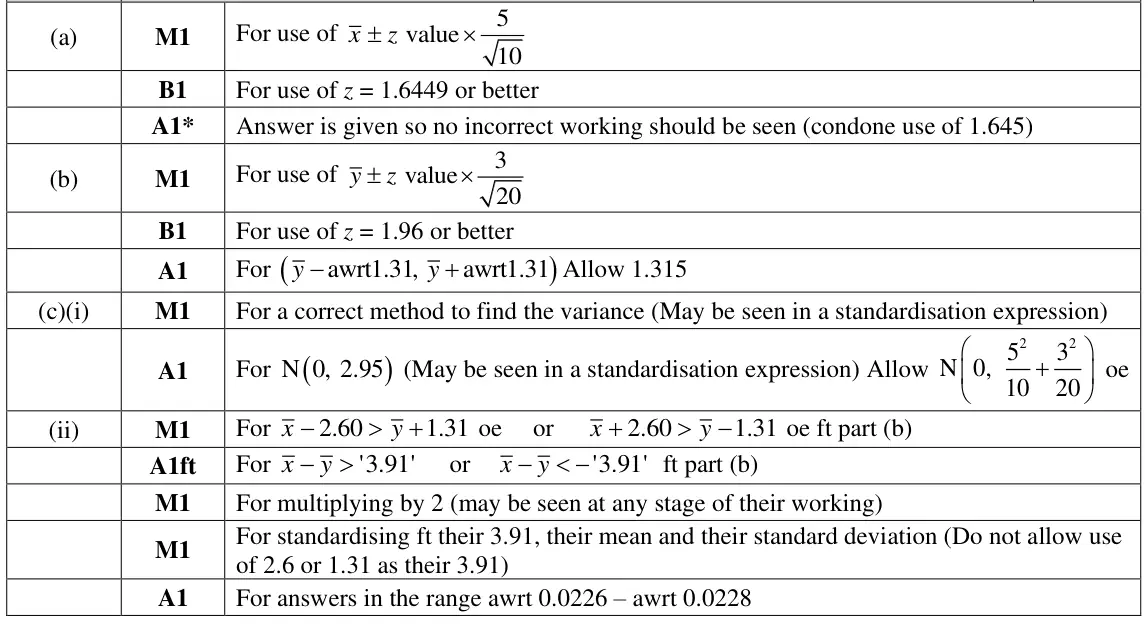 (a) M1 For use of x̄ ± z value × 5/√10
B1 For use of z = 1.6449 or better
A1* Answer is given so no incorrect working should be seen (condone use of 1.645)
(b) M1 For use of ȳ ± z value × 3/√20
B1 For use of z = 1.96 or better
A1 For (ȳ − awrt1.31, ȳ + awrt1.31) Allow 1.315
(c)(i) M1 For a correct method to find the variance (May be seen in a standardisation expression)
A1 For N(0, 2.95) (May be seen in a standardisation expression) Allow N(0, 5²/10 + 3²/20) oe
(ii) M1 For x̄ − 2.60 > ȳ + 1.31 oe or x̄ + 2.60 > ȳ − 1.31 oe ft part (b)
A1ft For x̄ − ȳ > '3.91' or x̄ − ȳ < −'3.91' ft part (b)
M1 For multiplying by 2 (may be seen at any stage of their working)
M1 For standardising ft their 3.91, their mean and their standard deviation (Do not allow use
of 2.6 or 1.31 as their 3.91)
A1 For answers in the range awrt 0.0226 – awrt 0.0228